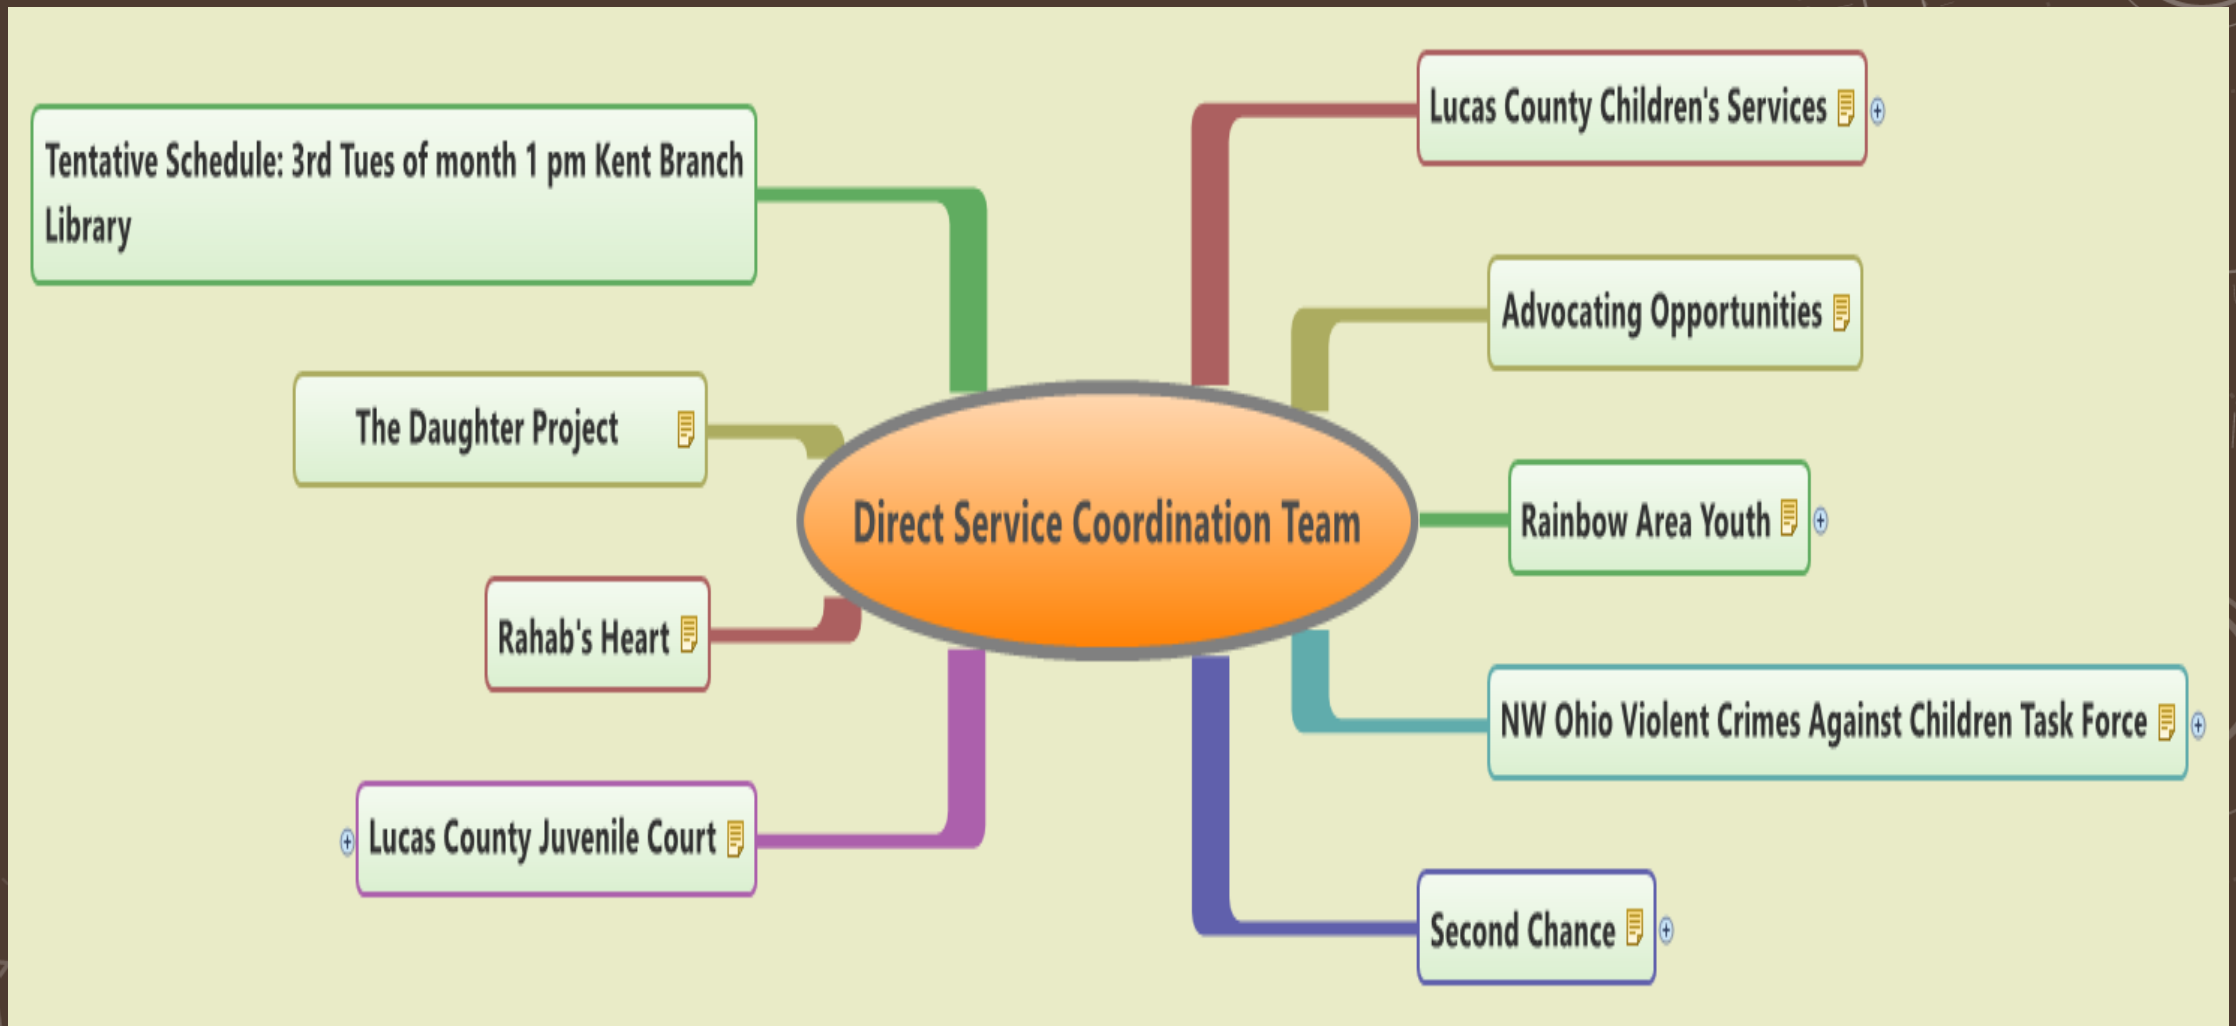 Tentative Schedule: 3rd Tues of month 1 pm Kent Branch
Library
The Daughter Project
Rahab's Heart
Lucas County Juvenile Court
Direct Service Coordination Team
Lucas County Children's Services
Advocating Opportunities
Rainbow Area Youth
NW Ohio Violent Crimes Against Children Task Force
Second Chance